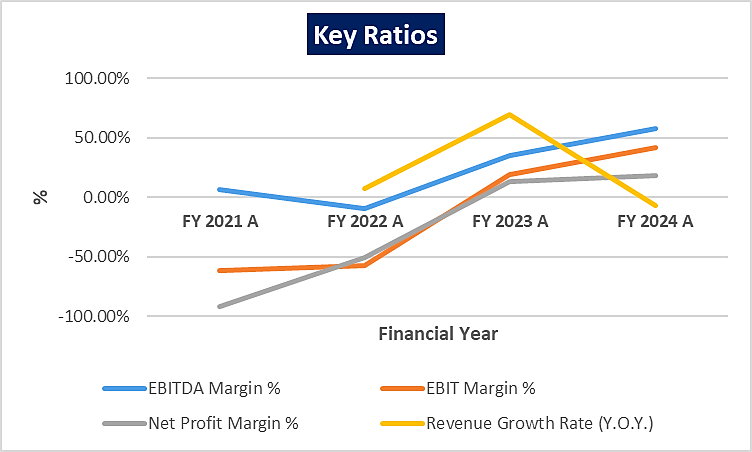 Key Ratios
100.00%
50.00%
0.00%
-50.00%
-100.00%
%
FY 2021 A FY 2022 A FY 2023 A FY 2024 A
Financial Year
EBITDA Margin % EBIT Margin %
Net Profit Margin % Revenue Growth Rate (Y.O.Y.)